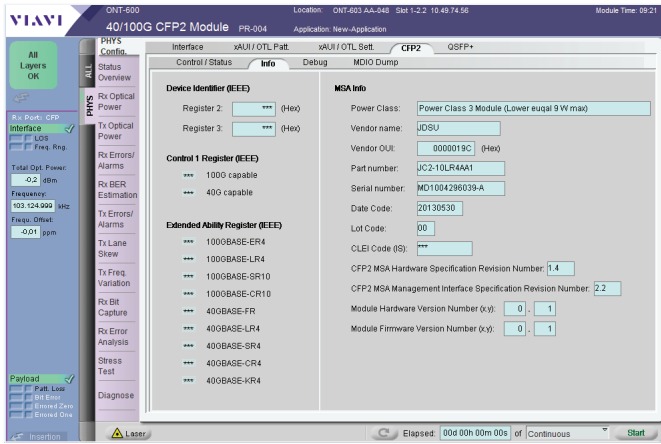 VIAVI
ONT-600
Location: ONT-603 AA-048 Slot 1-2.2 10.49.74.56
Module Time: 09:21
40/100G CFP2 Module PR-004
Application: New-Application
All
Layers
OK
Rx Port: CFP
Interface
LOS
Freq. Rng.
Total Opt. Power:
-0,2 dBm
Frequency:
103.124.999 kHz
Frequ. Offset:
-0,01 ppm
Payload
Patt. Loss
Bit Error
Errored Zero
Errored One
Insertion
ALL
PHYS
PHYS
Config.
Status
Overview
Rx Optical
Power
Tx Optical
Power
Rx Errors/
Alarms
Rx BER
Estimation
Tx Errors/
Alarms
Tx Lane
Skew
Tx Freq.
Variation
Rx Bit
Capture
Rx Error
Analysis
Stress
Test
Diagnose
Interface xAUI / OTL Patt. xAUI / OTL Sett. CFP2 QSFP+
Control / Status Info Debug MDIO Dump
Device Identifier (IEEE)
Register 2: *** (Hex)
Register 3: *** (Hex)
Control 1 Register (IEEE)
*** 100G capable
*** 40G capable
Extended Ability Register (IEEE)
*** 100GBASE-ER4
*** 100GBASE-LR4
*** 100GBASE-SR10
*** 100GBASE-CR10
*** 40GBASE-FR
*** 40GBASE-LR4
*** 40GBASE-SR4
*** 40GBASE-CR4
*** 40GBASE-KR4
MSA Info
Power Class: Power Class 3 Module (Lower euqal 9 W max)
Vendor name: JDSU
Vendor OUI: 0000019C (Hex)
Part number: JC2-10LR4AA1
Serial number: MD1004296039-A
Date Code: 20130530
Lot Code: 00
CLEI Code (IS): ***
CFP2 MSA Hardware Specification Revision Number: 1.4
CFP2 MSA Management Interface Specification Revision Number: 2.2
Module Hardware Version Number (x.y): 0 . 1
Module Firmware Version Number (x.y): 0 . 1
Laser
Elapsed: 00d 00h 00m 00s of Continuous
Start